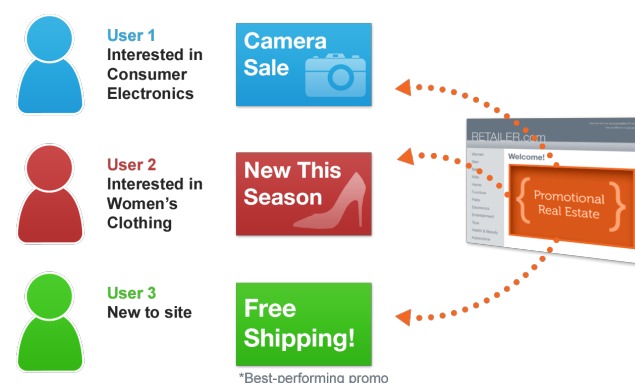 User 1
Interested in
Consumer
Electronics
Camera
Sale
RETAILER.com
Welcome!
{ Promotional
Real Estate }
User 2
Interested in
Women's
Clothing
New This
Season
User 3
New to site
Free
Shipping!
*Best-performing promo